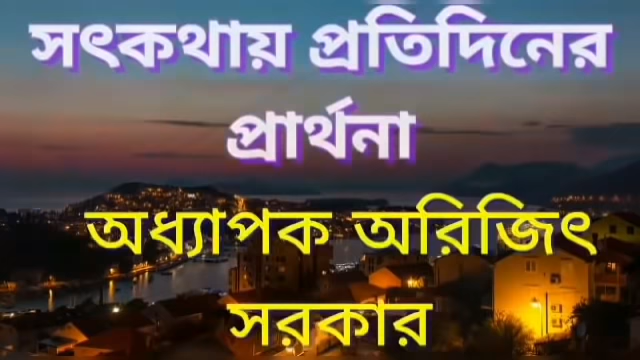 সৎকথায় প্রতিদিনের
প্রার্থনা
অধ্যাপক অরিজিৎ
সরকার